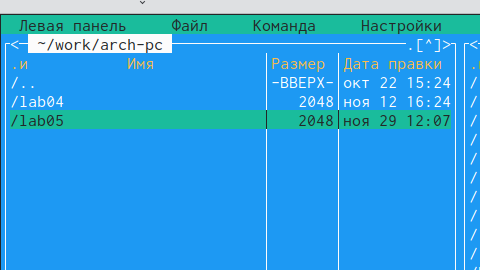 Левая панель Файл Команда Настройки
<- ~/work/arch-pc .[^]> <
.и Имя Размер Дата правки
/.. -ВВЕРХ- окт 22 15:24
/lab04 2048 ноя 12 16:24
/lab05 2048 ноя 29 12:07